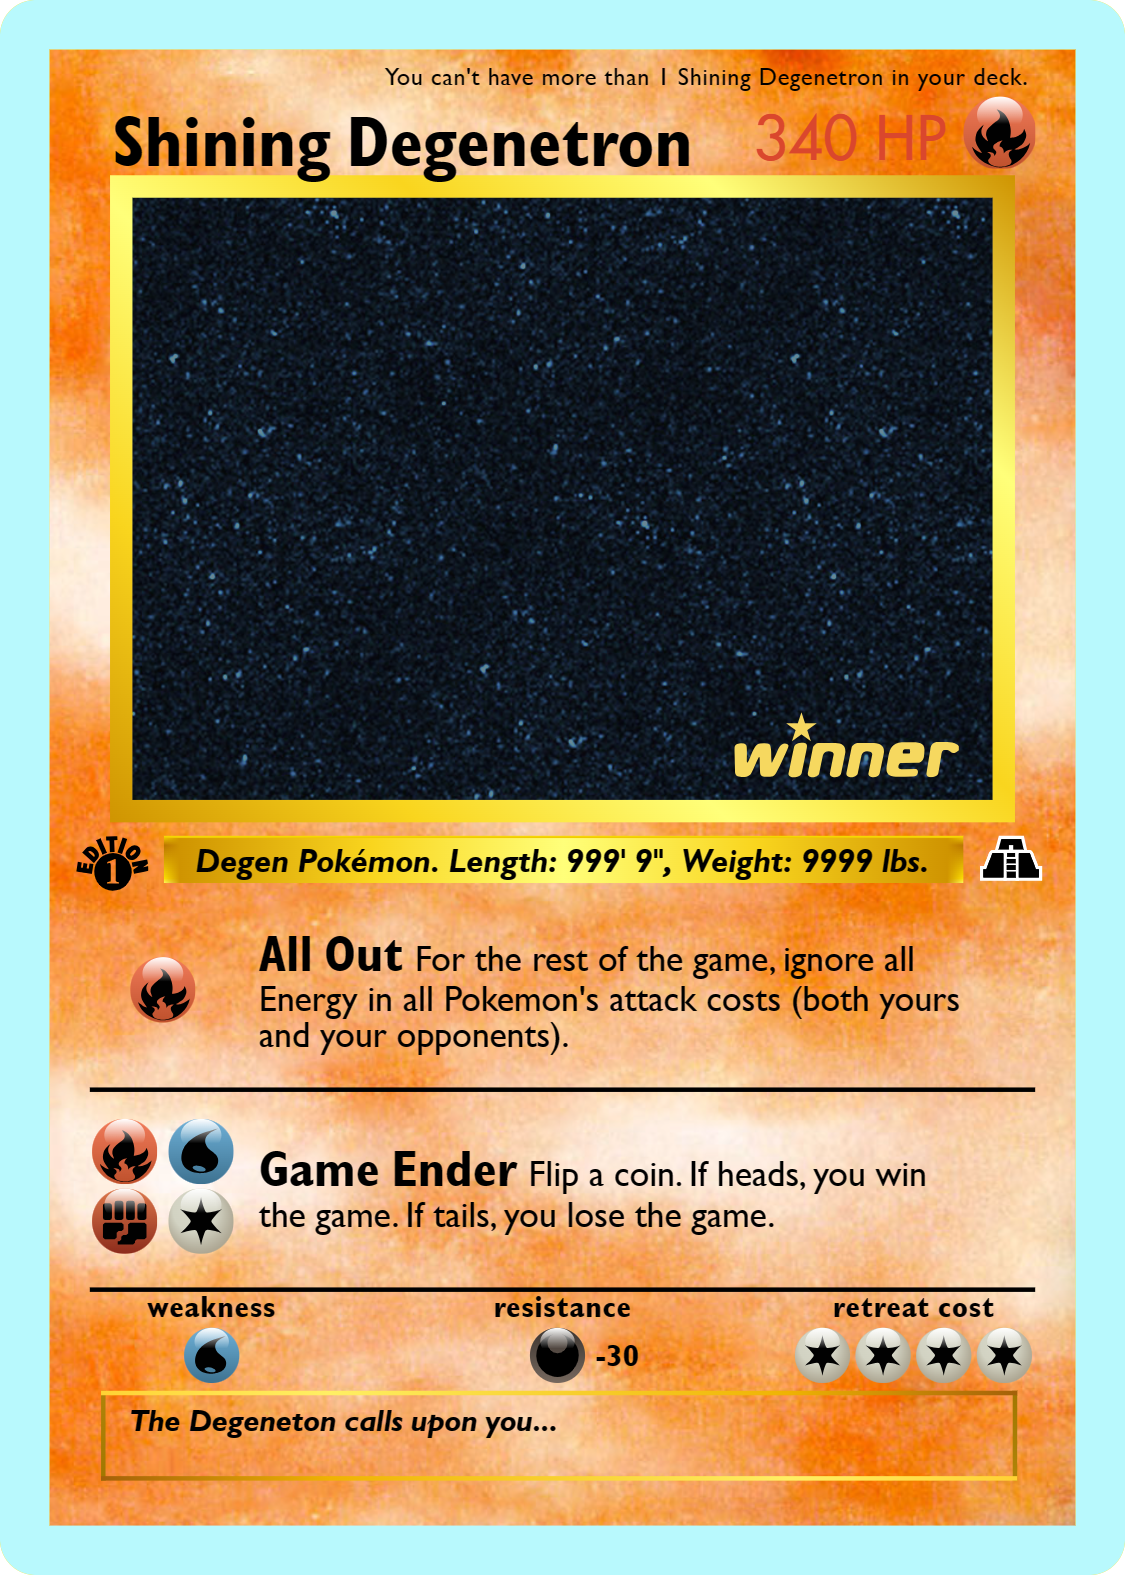 You can't have more than 1 Shining Degenetron in your deck.
Shining Degenetron 340 HP
winner
EDITION
1
Degen Pokémon. Length: 999' 9", Weight: 9999 lbs.
All Out For the rest of the game, ignore all
Energy in all Pokemon's attack costs (both yours
and your opponents).
Game Ender Flip a coin. If heads, you win
the game. If tails, you lose the game.
weakness resistance retreat cost
-30
The Degeneton calls upon you...